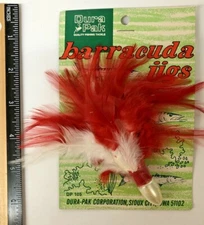 Dura
Pak
QUALITY FISHING TACKLE
barracuda
jigs
DURA-PAK CORPORATION, SIOUX CITY, IOWA 51102